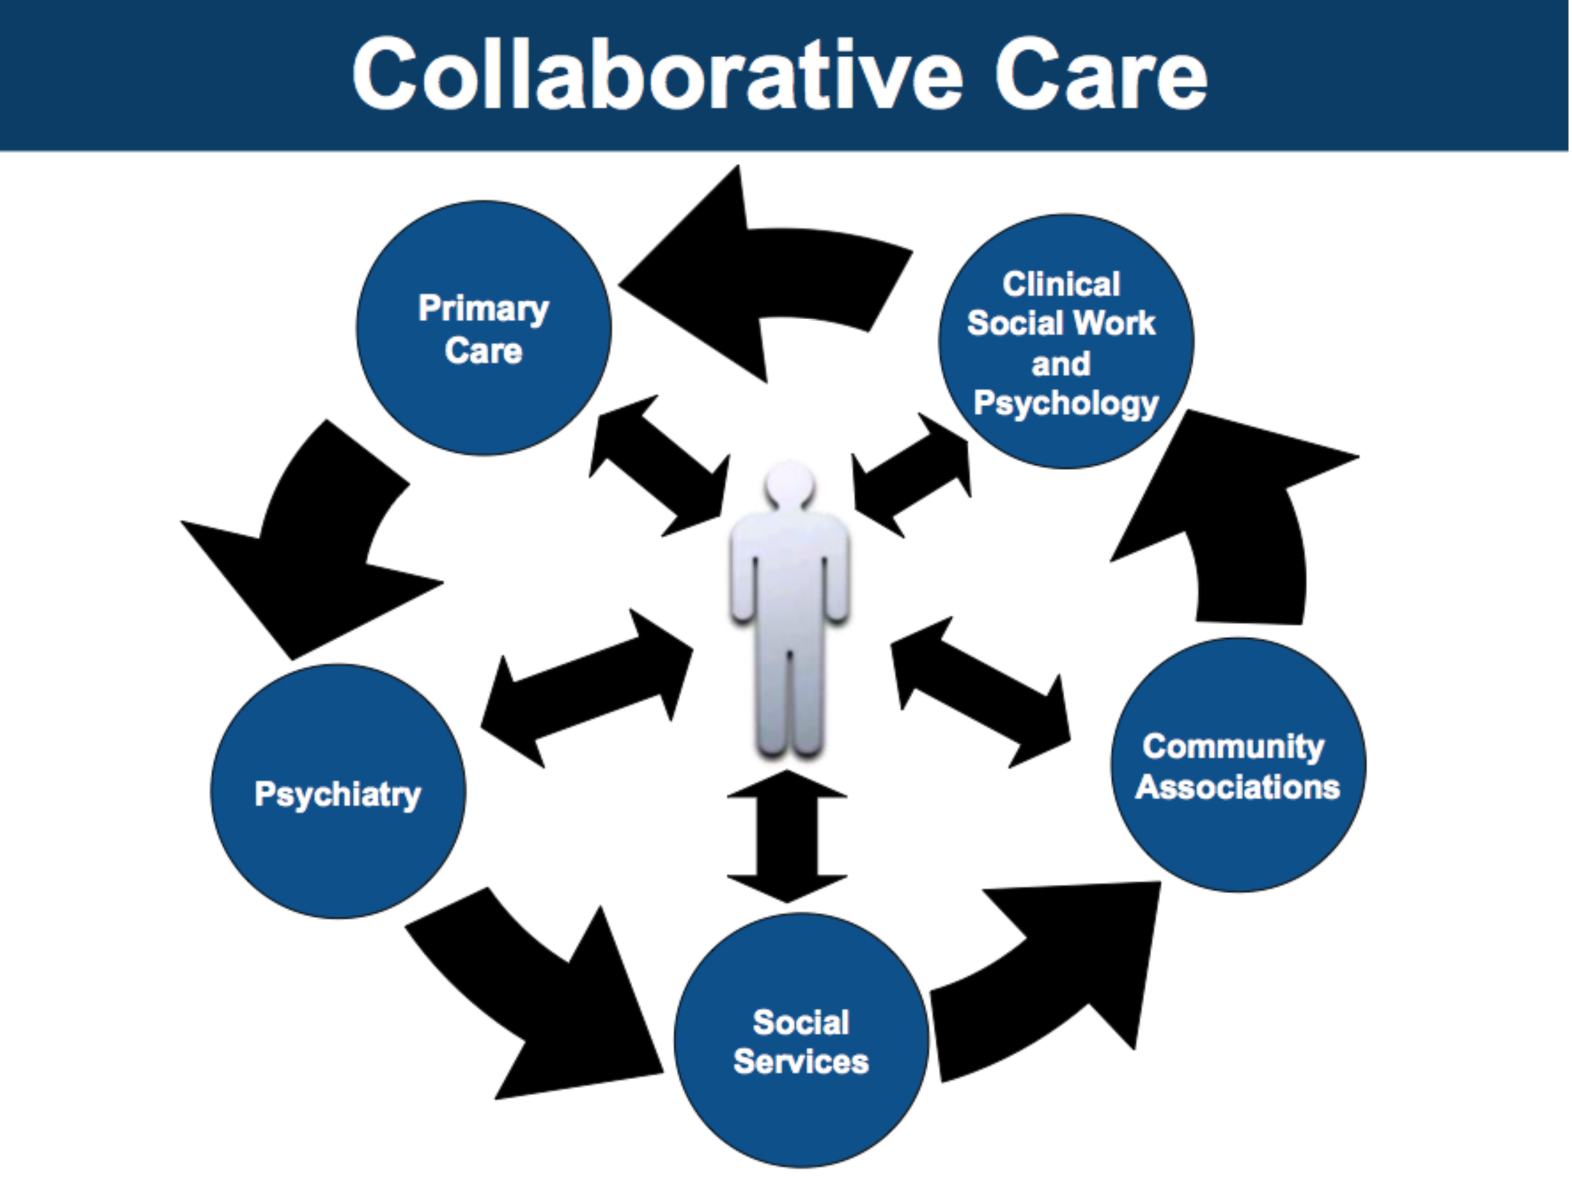 Collaborative Care
Primary
Care
Clinical
Social Work
and
Psychology
Psychiatry
Community
Associations
Social
Services